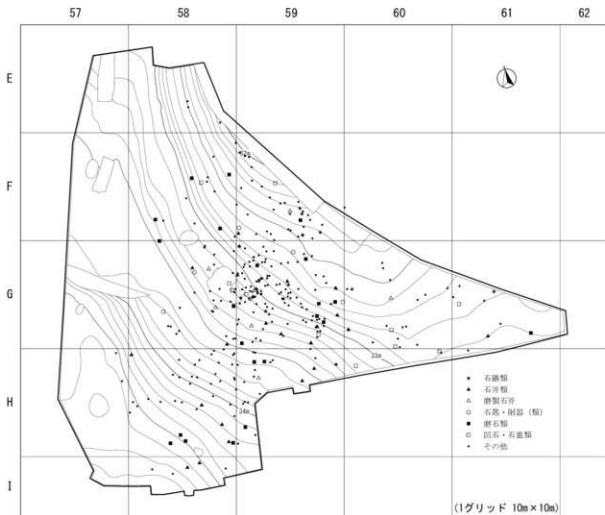 57 58 59 60 61 62
E
F
G
H
I
石鏃類
石斧類
磨製石斧
石匙・削器（類）
磨石類
凹石・石皿類
その他
(1グリッド 10m×10m)